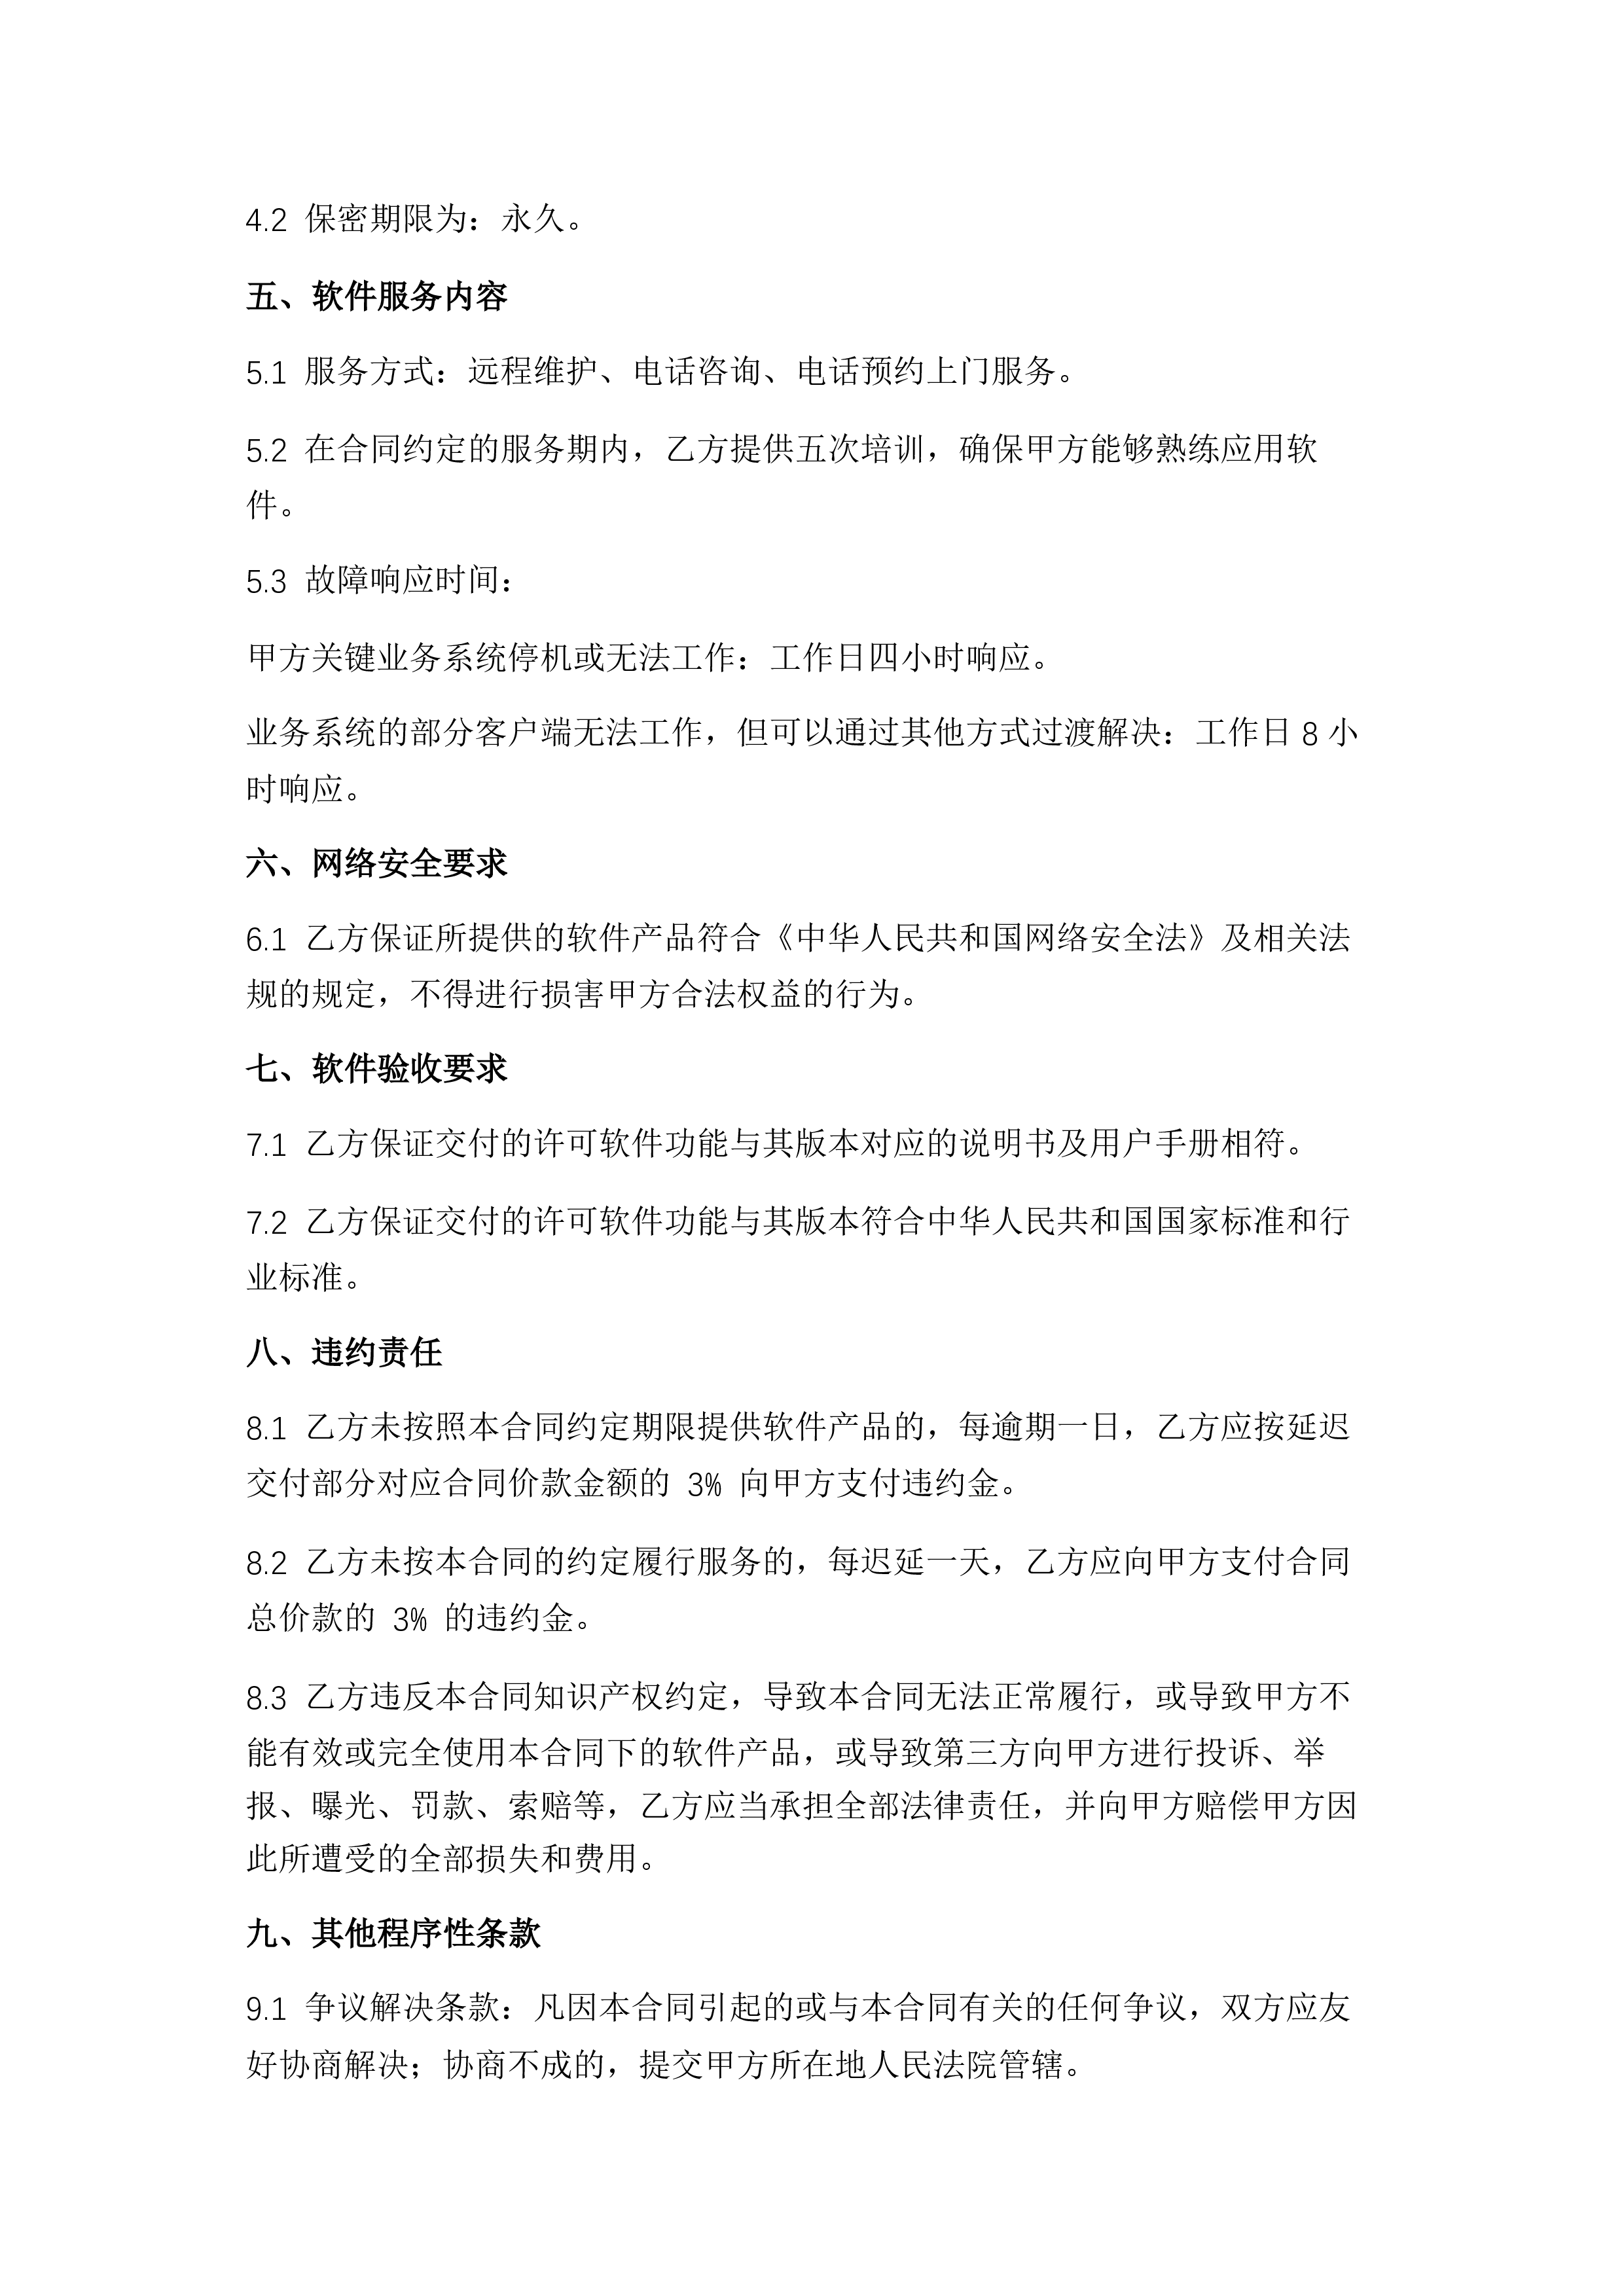 4.2 保密期限为：永久。
五、软件服务内容
5.1 服务方式：远程维护、电话咨询、电话预约上门服务。
5.2 在合同约定的服务期内，乙方提供五次培训，确保甲方能够熟练应用软
件。
5.3 故障响应时间：
甲方关键业务系统停机或无法工作：工作日四小时响应。
业务系统的部分客户端无法工作，但可以通过其他方式过渡解决：工作日 8 小
时响应。
六、网络安全要求
6.1 乙方保证所提供的软件产品符合《中华人民共和国网络安全法》及相关法
规的规定，不得进行损害甲方合法权益的行为。
七、软件验收要求
7.1 乙方保证交付的许可软件功能与其版本对应的说明书及用户手册相符。
7.2 乙方保证交付的许可软件功能与其版本符合中华人民共和国国家标准和行
业标准。
八、违约责任
8.1 乙方未按照本合同约定期限提供软件产品的，每逾期一日，乙方应按延迟
交付部分对应合同价款金额的 3% 向甲方支付违约金。
8.2 乙方未按本合同的约定履行服务的，每迟延一天，乙方应向甲方支付合同
总价款的 3% 的违约金。
8.3 乙方违反本合同知识产权约定，导致本合同无法正常履行，或导致甲方不
能有效或完全使用本合同下的软件产品，或导致第三方向甲方进行投诉、举
报、曝光、罚款、索赔等，乙方应当承担全部法律责任，并向甲方赔偿甲方因
此所遭受的全部损失和费用。
九、其他程序性条款
9.1 争议解决条款：凡因本合同引起的或与本合同有关的任何争议，双方应友
好协商解决；协商不成的，提交甲方所在地人民法院管辖。